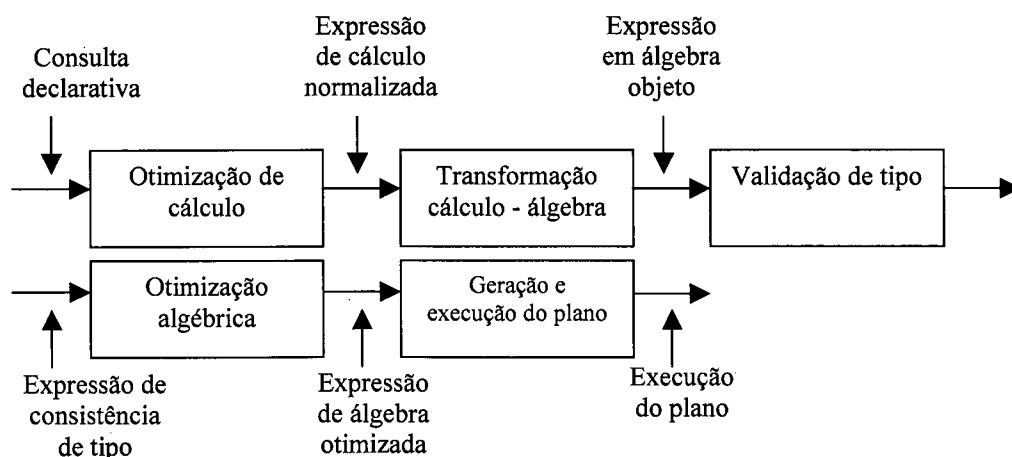 Consulta
declarativa
Expressão
de cálculo
normalizada
Expressão
em álgebra
objeto
Otimização de
cálculo
Transformação
cálculo - álgebra
Validação de tipo
Otimização
algébrica
Geração e
execução do plano
Expressão de
consistência
de tipo
Expressão
de álgebra
otimizada
Execução
do plano